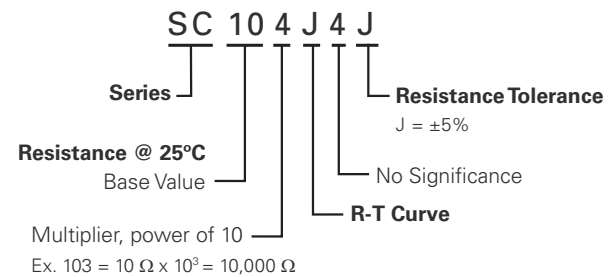 SC 10 4 J 4 J
Series
Resistance Tolerance
J = ±5%
Resistance @ 25ºC
Base Value
No Significance
R-T Curve
Multiplier, power of 10
Ex. 103 = 10 Ω x 10³ = 10,000 Ω